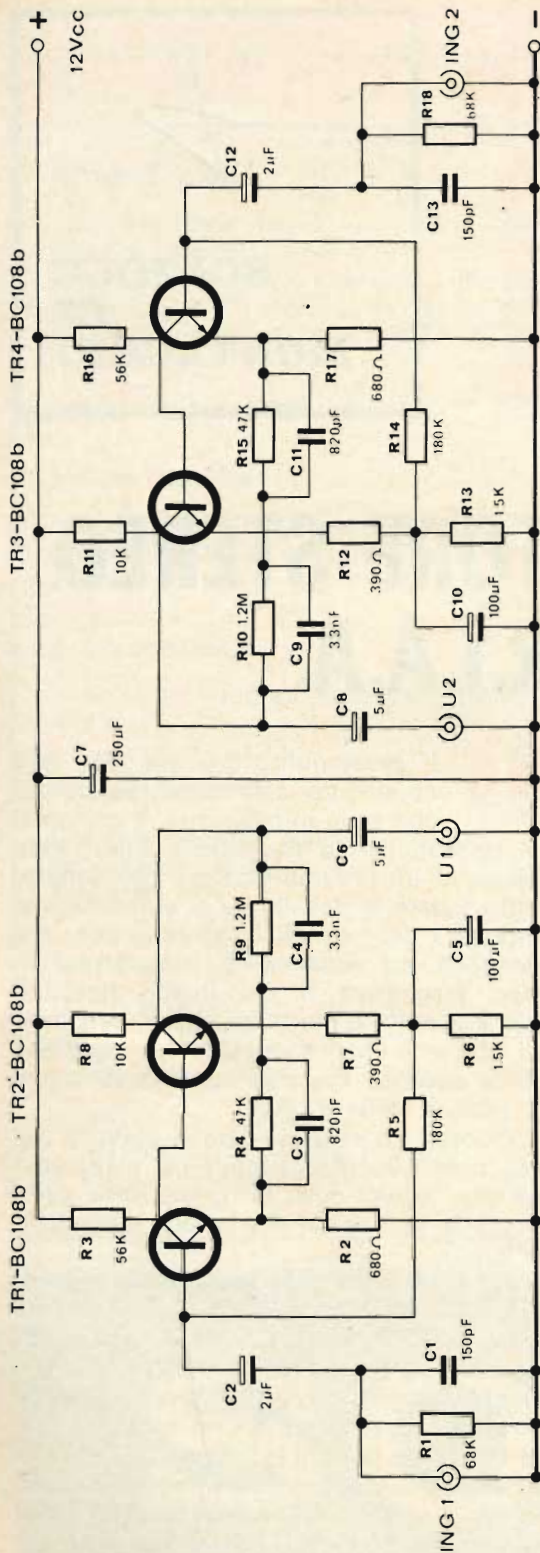 +
12Vcc
TR1-BC108b
TR2-BC108b
TR3-BC108b
TR4-BC108b
R3
56K
R8
10K
C7
250µF
R11
10K
R16
56K
C12
2µF
C2
2µF
R4 47K
C3
820pF
R9 1.2M
C4
3.3nF
R10 1.2M
C9
3.3nF
R15 47K
C11
820pF
R2
680Ω
R7
390Ω
R12
390Ω
R17
680Ω
R5
180K
R14
180K
R6
1.5K
C5
100µF
C6
5µF
U1
C8
5µF
U2
C10
100µF
R13
1.5K
ING 1
R1
68K
C1
150pF
C13
150pF
R18
68K
ING 2
−